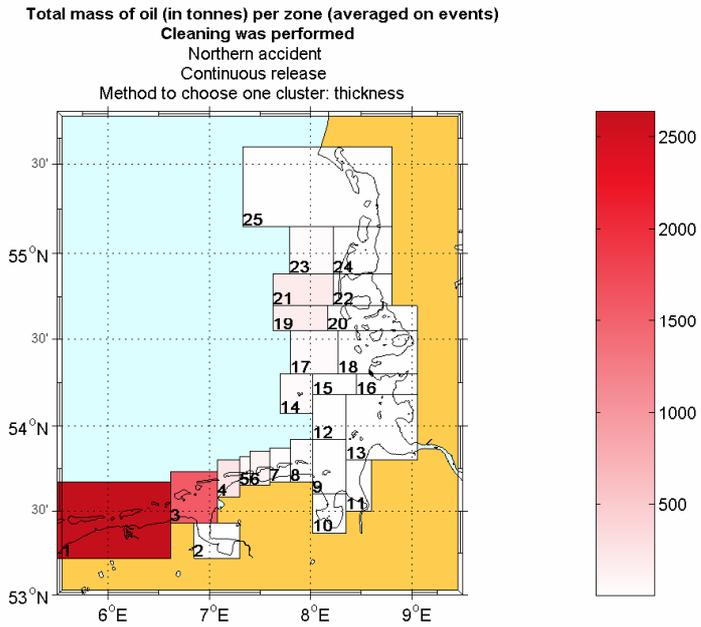 Total mass of oil (in tonnes) per zone (averaged on events)
Cleaning was performed
Northern accident
Continuous release
Method to choose one cluster: thickness
2500
30'
25
2000
55°N
23 24
21 22
30'
19 20
1500
17 18
15 16
14
1000
54°N
12
13
5 6 7 8
4
9
500
30'
3
11
10
1
2
53°N
6°E 7°E 8°E 9°E